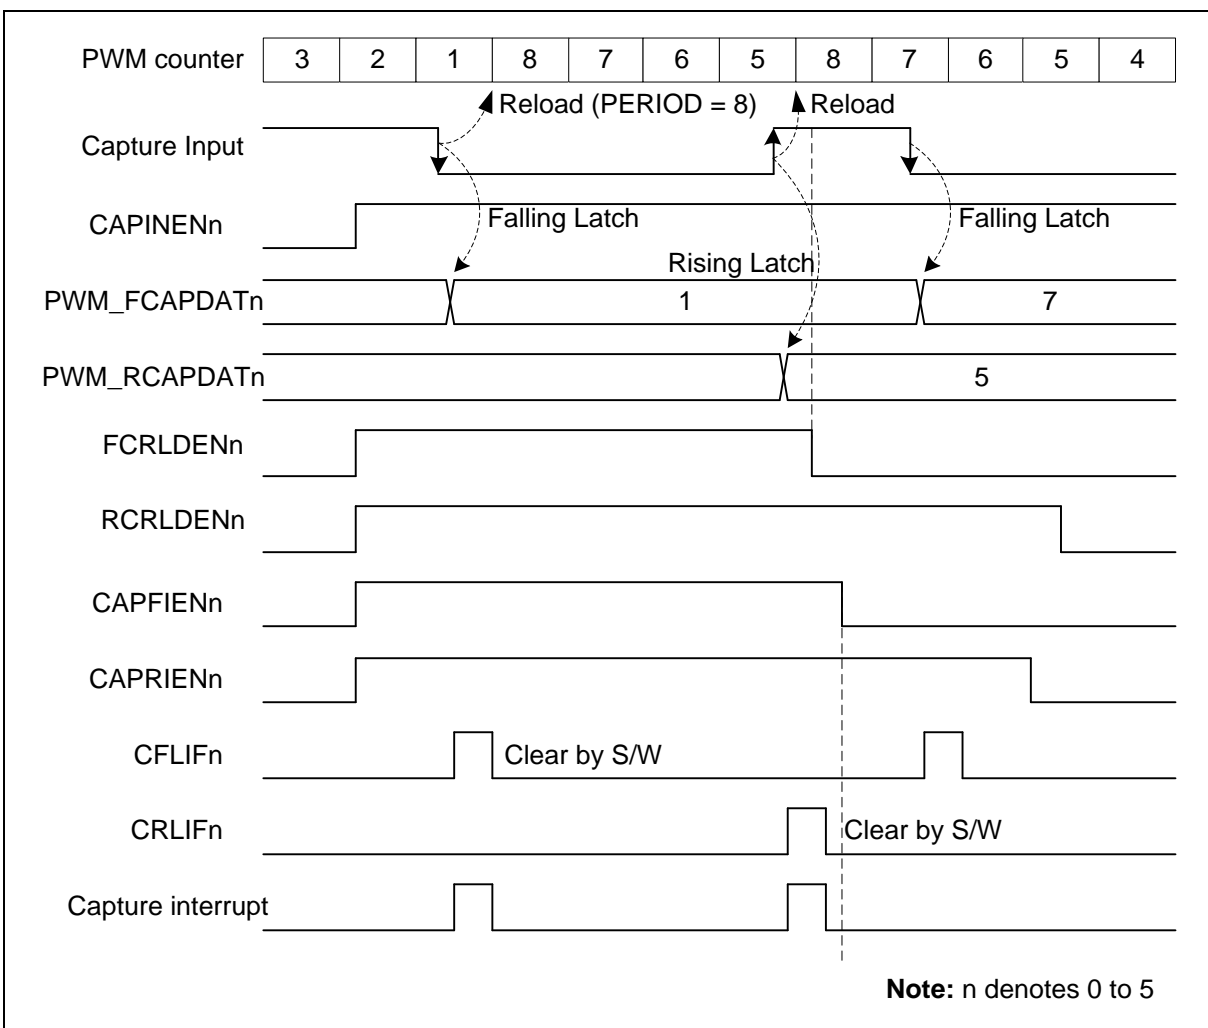 PWM counter 3 2 1 8 7 6 5 8 7 6 5 4
Reload (PERIOD = 8) Reload
Capture Input
CAPINENn Falling Latch Falling Latch
Rising Latch
PWM_FCAPDATn 1 7
PWM_RCAPDATn 5
FCRLDENn
RCRLDENn
CAPFIENn
CAPRIENn
CFLIFn Clear by S/W
CRLIFn Clear by S/W
Capture interrupt
Note: n denotes 0 to 5